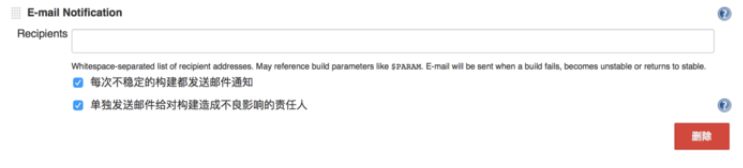 E-mail Notification
Recipients
Whitespace-separated list of recipient addresses. May reference build parameters like $PARAM. E-mail will be sent when a build fails, becomes unstable or returns to stable.
每次不稳定的构建都发送邮件通知
单独发送邮件给对构建造成不良影响的责任人
删除